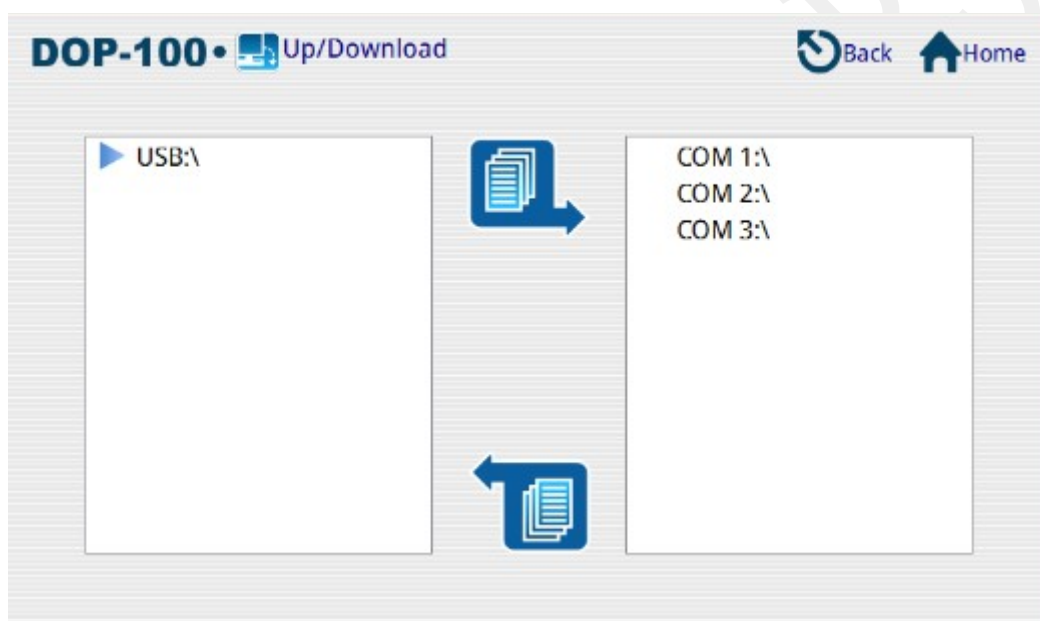 DOP-100• Up/Download
Back
Home
USB:\
COM 1:\
COM 2:\
COM 3:\